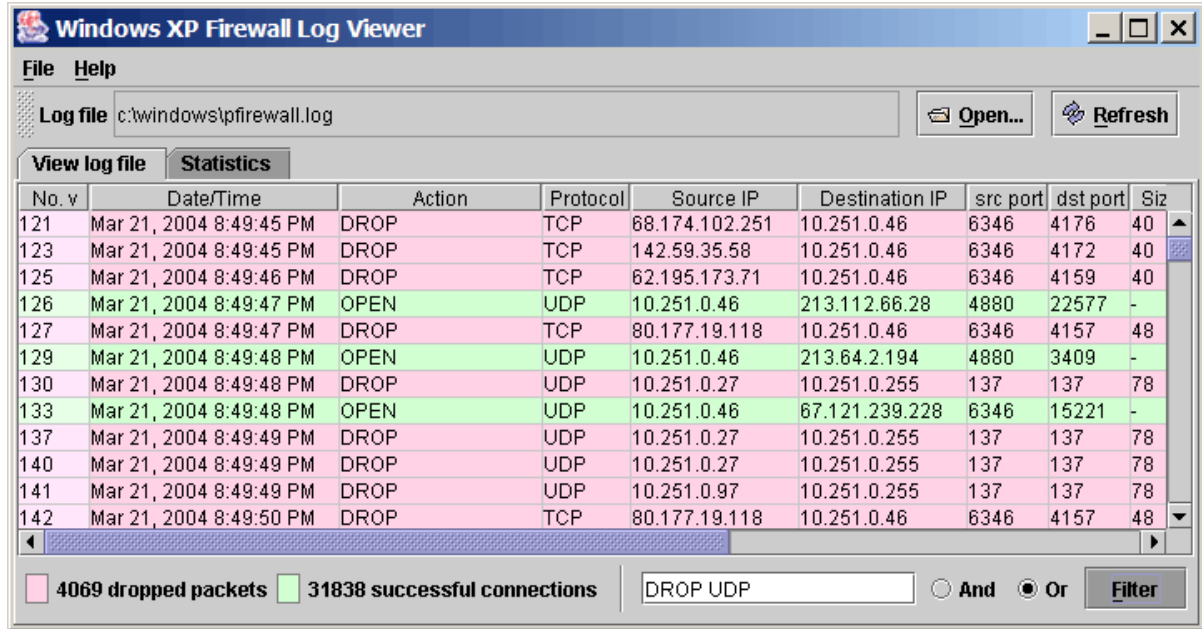 Windows XP Firewall Log Viewer
File Help
Log file c:\windows\pfirewall.log Open... Refresh
View log file Statistics
No. v Date/Time Action Protocol Source IP Destination IP src port dst port Siz
121 Mar 21, 2004 8:49:45 PM DROP TCP 68.174.102.251 10.251.0.46 6346 4176 40
123 Mar 21, 2004 8:49:45 PM DROP TCP 142.59.35.58 10.251.0.46 6346 4172 40
125 Mar 21, 2004 8:49:46 PM DROP TCP 62.195.173.71 10.251.0.46 6346 4159 40
126 Mar 21, 2004 8:49:47 PM OPEN UDP 10.251.0.46 213.112.66.28 4880 22577 -
127 Mar 21, 2004 8:49:47 PM DROP TCP 80.177.19.118 10.251.0.46 6346 4157 48
129 Mar 21, 2004 8:49:48 PM OPEN UDP 10.251.0.46 213.64.2.194 4880 3409 -
130 Mar 21, 2004 8:49:48 PM DROP UDP 10.251.0.27 10.251.0.255 137 137 78
133 Mar 21, 2004 8:49:48 PM OPEN UDP 10.251.0.46 67.121.239.228 6346 15221 -
137 Mar 21, 2004 8:49:49 PM DROP UDP 10.251.0.27 10.251.0.255 137 137 78
140 Mar 21, 2004 8:49:49 PM DROP UDP 10.251.0.27 10.251.0.255 137 137 78
141 Mar 21, 2004 8:49:49 PM DROP UDP 10.251.0.97 10.251.0.255 137 137 78
142 Mar 21, 2004 8:49:50 PM DROP TCP 80.177.19.118 10.251.0.46 6346 4157 48
4069 dropped packets 31838 successful connections DROP UDP And Or Filter